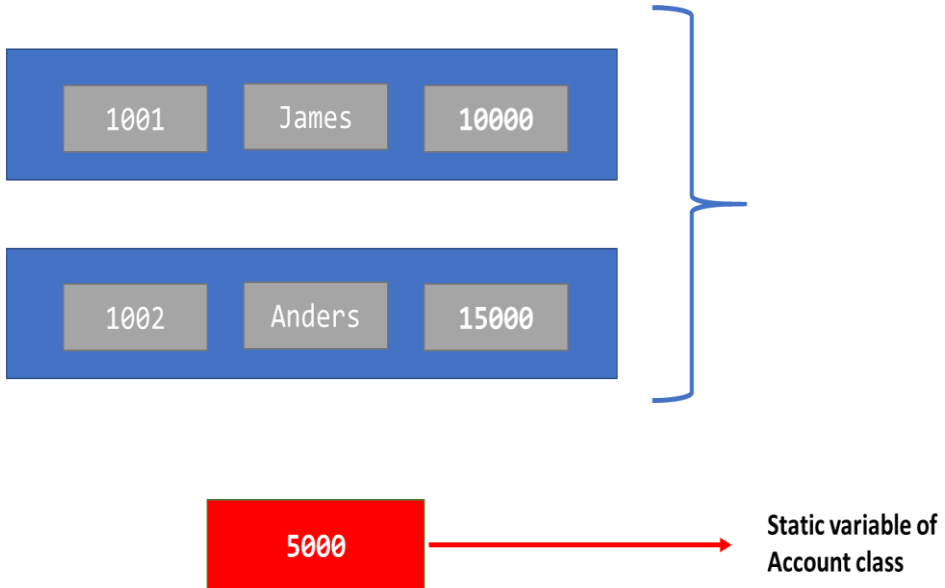 1001 James 10000
1002 Anders 15000
5000
Static variable of
Account class